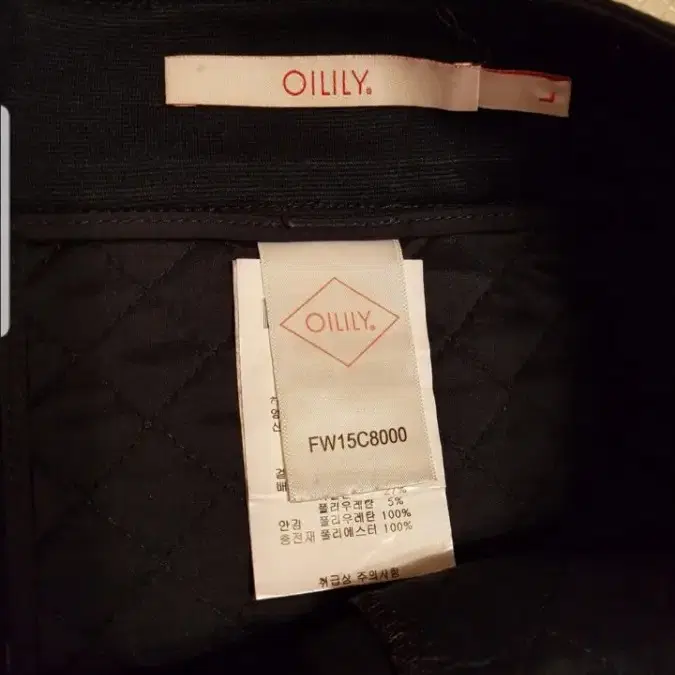 OILILY®
L
OILILY®
FW15C8000
27%
폴리우레탄 5%
안감 폴리우레탄 100%
충전재 폴리에스터 100%
취급상 주의사항